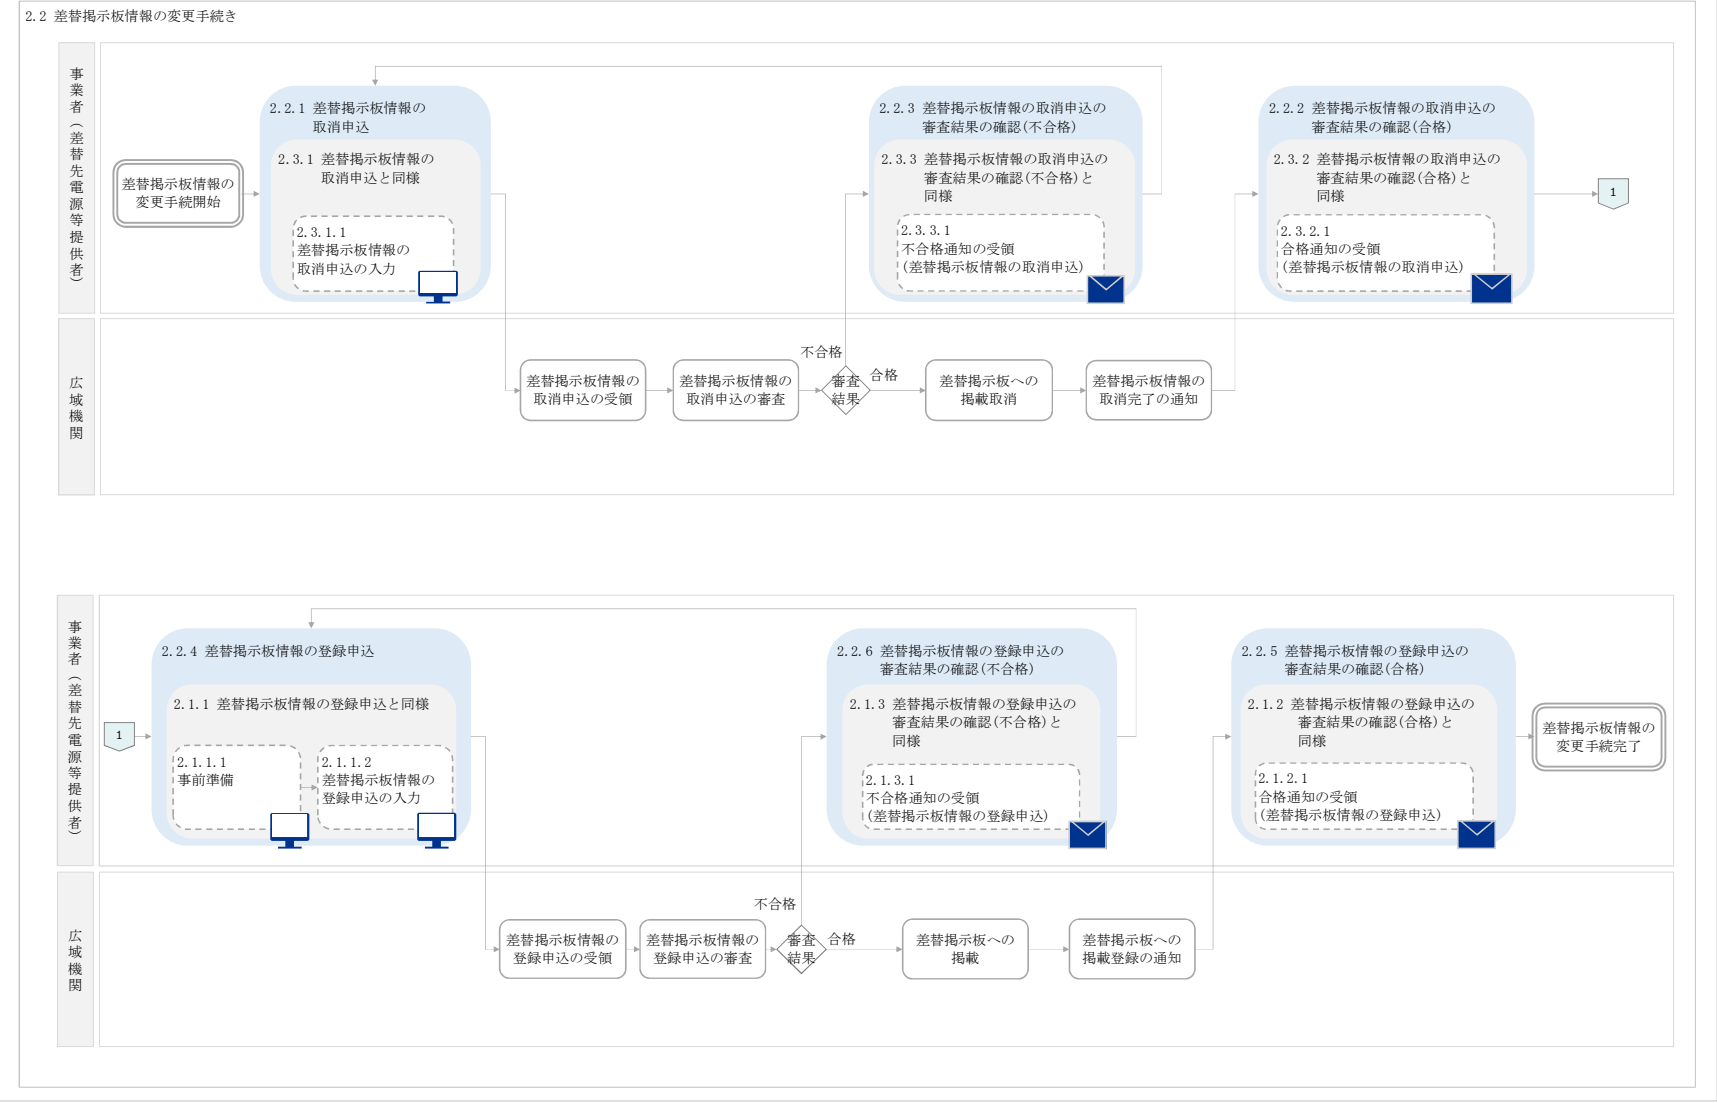 2.2 差替掲示板情報の変更手続き
事業者（差替先電源等提供者）
差替掲示板情報の
変更手続開始
2.2.1 差替掲示板情報の
取消申込
2.3.1 差替掲示板情報の
取消申込と同様
2.3.1.1
差替掲示板情報の
取消申込の入力
2.2.3 差替掲示板情報の取消申込の
審査結果の確認(不合格)
2.3.3 差替掲示板情報の取消申込の
審査結果の確認(不合格)と
同様
2.3.3.1
不合格通知の受領
(差替掲示板情報の取消申込)
2.2.2 差替掲示板情報の取消申込の
審査結果の確認(合格)
2.3.2 差替掲示板情報の取消申込の
審査結果の確認(合格)と
同様
2.3.2.1
合格通知の受領
(差替掲示板情報の取消申込)
1
広域機関
差替掲示板情報の
取消申込の受領
差替掲示板情報の
取消申込の審査
不合格
審査
結果
合格
差替掲示板への
掲載取消
差替掲示板情報の
取消完了の通知
事業者（差替先電源等提供者）
1
2.2.4 差替掲示板情報の登録申込
2.1.1 差替掲示板情報の登録申込と同様
2.1.1.1
事前準備
2.1.1.2
差替掲示板情報の
登録申込の入力
2.2.6 差替掲示板情報の登録申込の
審査結果の確認(不合格)
2.1.3 差替掲示板情報の登録申込の
審査結果の確認(不合格)と
同様
2.1.3.1
不合格通知の受領
(差替掲示板情報の登録申込)
2.2.5 差替掲示板情報の登録申込の
審査結果の確認(合格)
2.1.2 差替掲示板情報の登録申込の
審査結果の確認(合格)と
同様
2.1.2.1
合格通知の受領
(差替掲示板情報の登録申込)
差替掲示板情報の
変更手続完了
広域機関
差替掲示板情報の
登録申込の受領
差替掲示板情報の
登録申込の審査
不合格
審査
結果
合格
差替掲示板への
掲載
差替掲示板への
掲載登録の通知